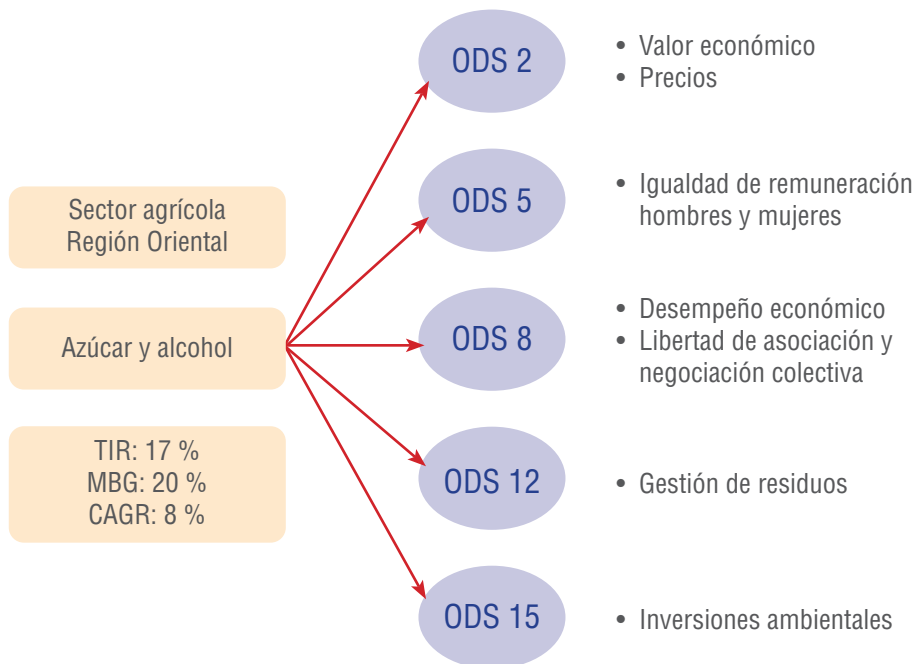 Sector agrícola
Región Oriental
Azúcar y alcohol
TIR: 17 %
MBG: 20 %
CAGR: 8 %
ODS 2
• Valor económico
• Precios
ODS 5
• Igualdad de remuneración
hombres y mujeres
ODS 8
• Desempeño económico
• Libertad de asociación y
negociación colectiva
ODS 12
• Gestión de residuos
ODS 15
• Inversiones ambientales